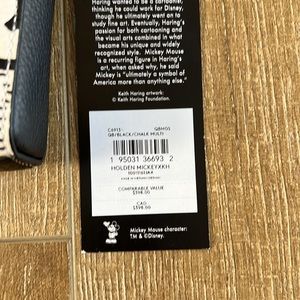 Haring wanted to be a cartoonist,
thinking he could work for Disney,
though he ultimately went on to
study fine art. Eventually, Haring's
passion for both cartooning and
the visual arts combined in what
became his unique and widely
recognized style. Mickey Mouse
is a recurring figure in Haring's
art, when asked why, he said
Mickey is "ultimately a symbol of
America more than anything else."
Keith Haring artwork:
© Keith Haring Foundation.
C6913 QBMOS
QB/BLACK/CHALK MULTI
1 95031 36693 2
HOLDEN MICKEYXKH
COMPARABLE VALUE
$398.00
CAD
$598.00
Mickey Mouse character:
TM & ©Disney.